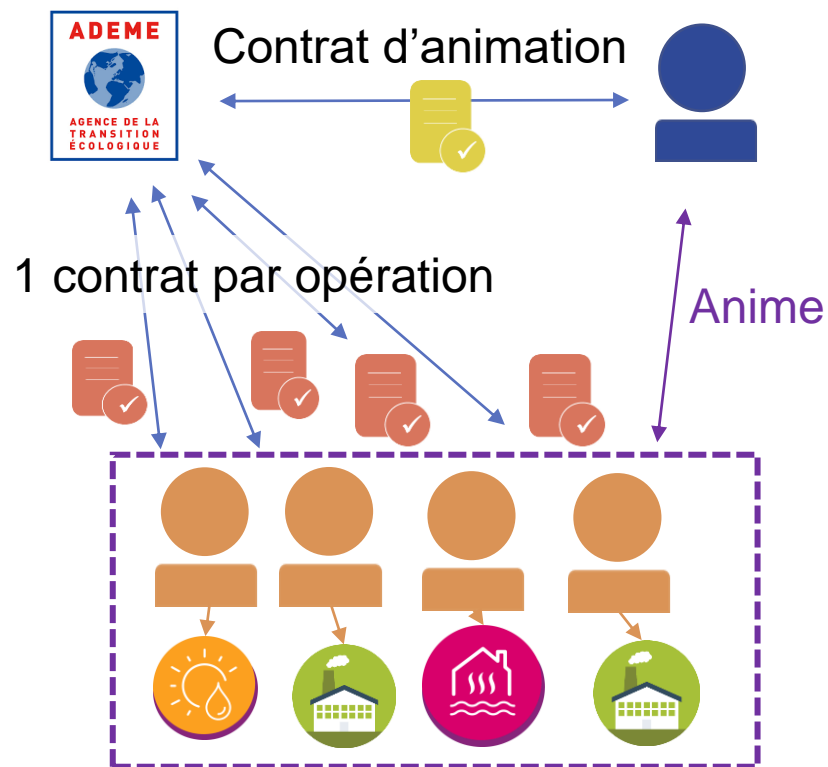 ADEME
AGENCE DE LA
TRANSITION
ÉCOLOGIQUE
Contrat d’animation
1 contrat par opération
Anime